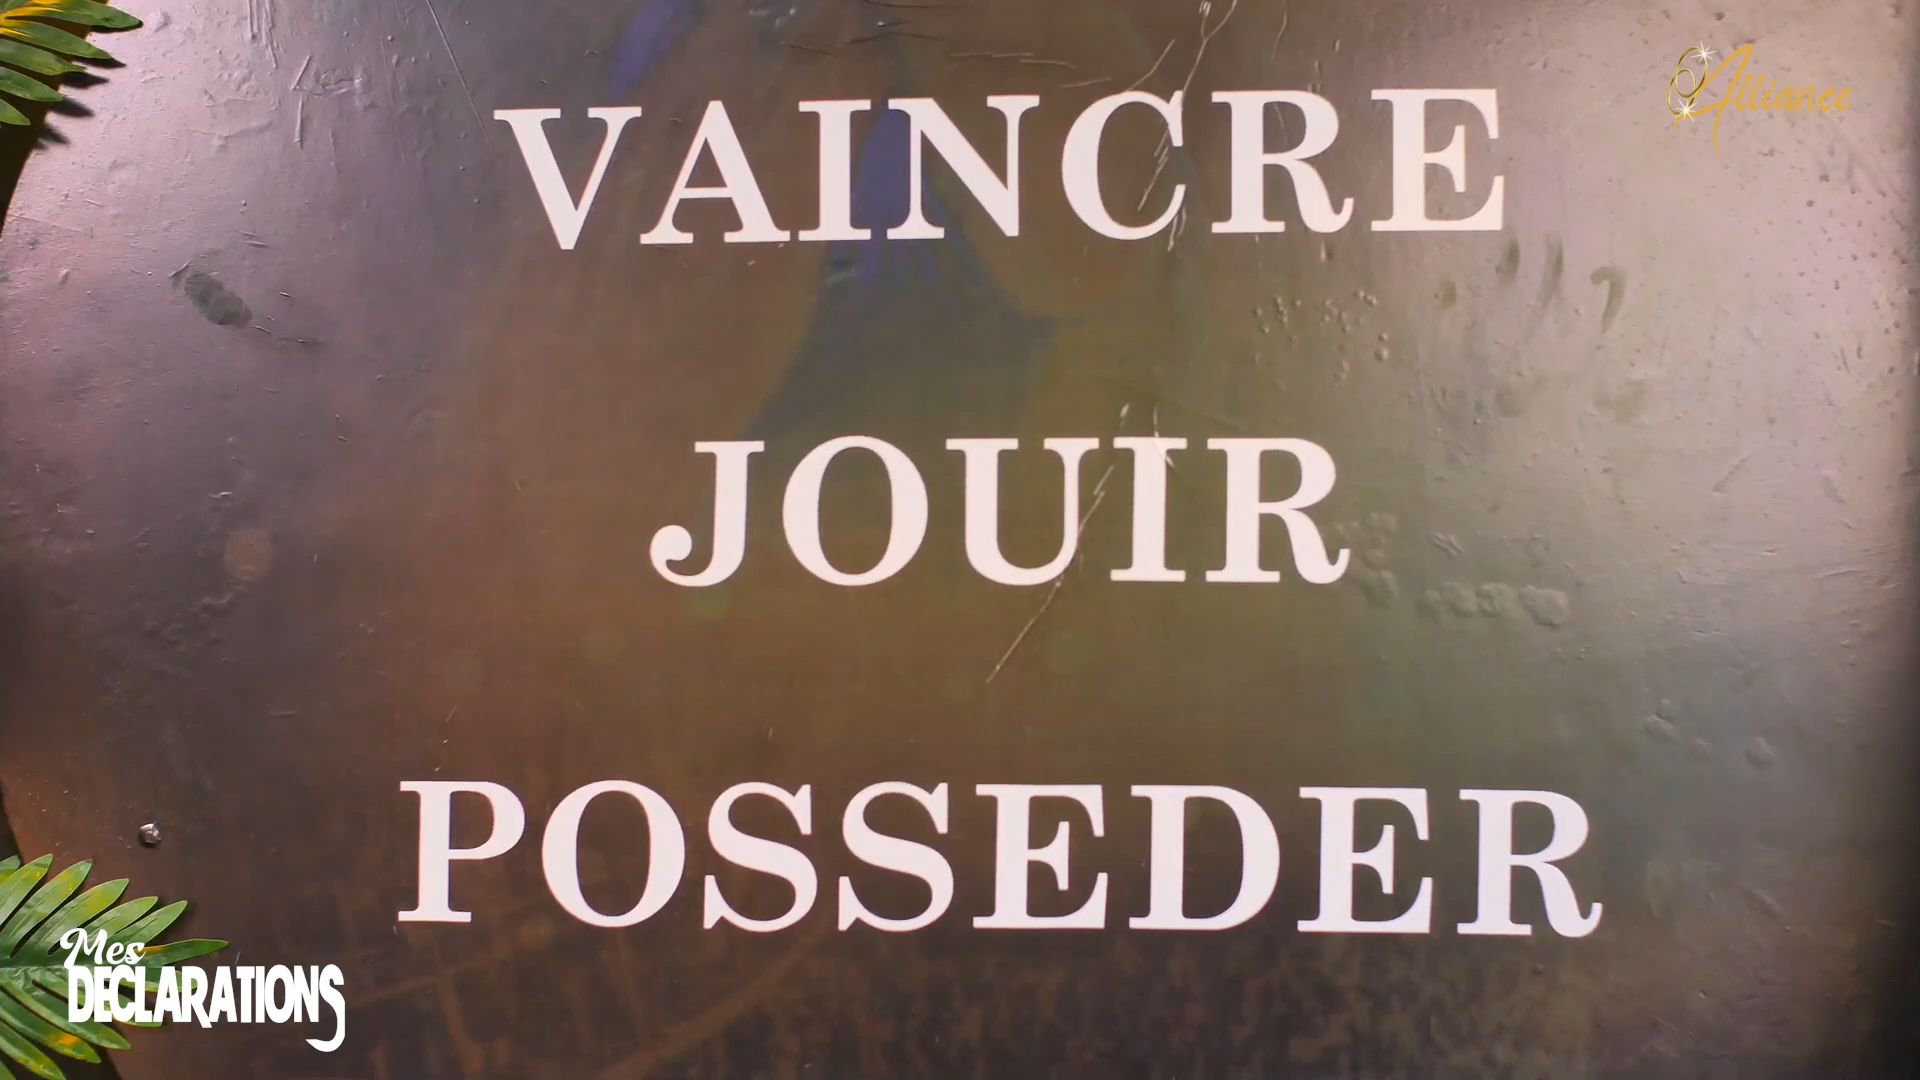 Alliance
VAINCRE
JOUIR
POSSEDER
Mes
DECLARATIONS